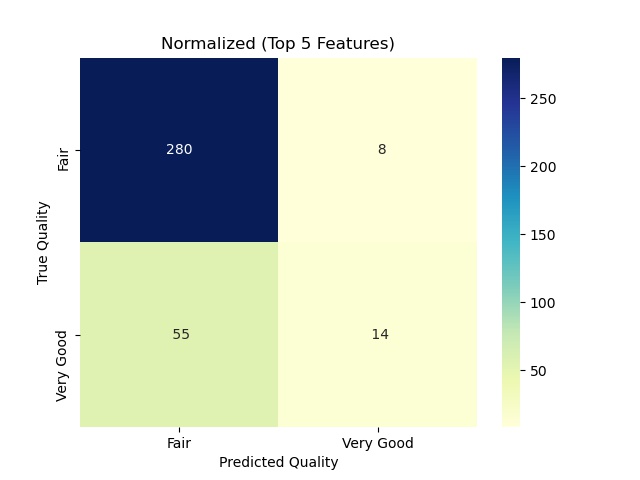 Normalized (Top 5 Features)
True Quality
Fair
280
8
Very Good
55
14
Fair
Very Good
Predicted Quality
250
200
150
100
50